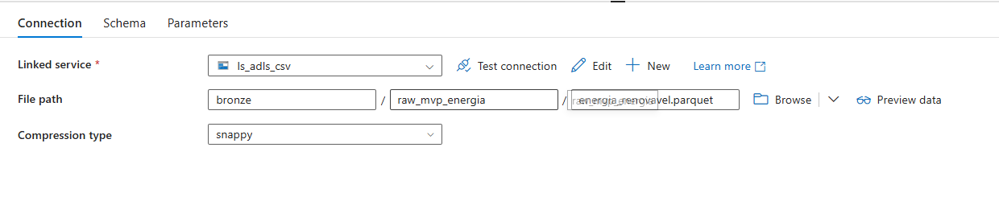 Connection Schema Parameters
Linked service * ls_adls_csv Test connection Edit New Learn more
File path bronze / raw_mvp_energia / energia_renovavel.parquet Browse Preview data
raw_mvp_energia
Compression type snappy